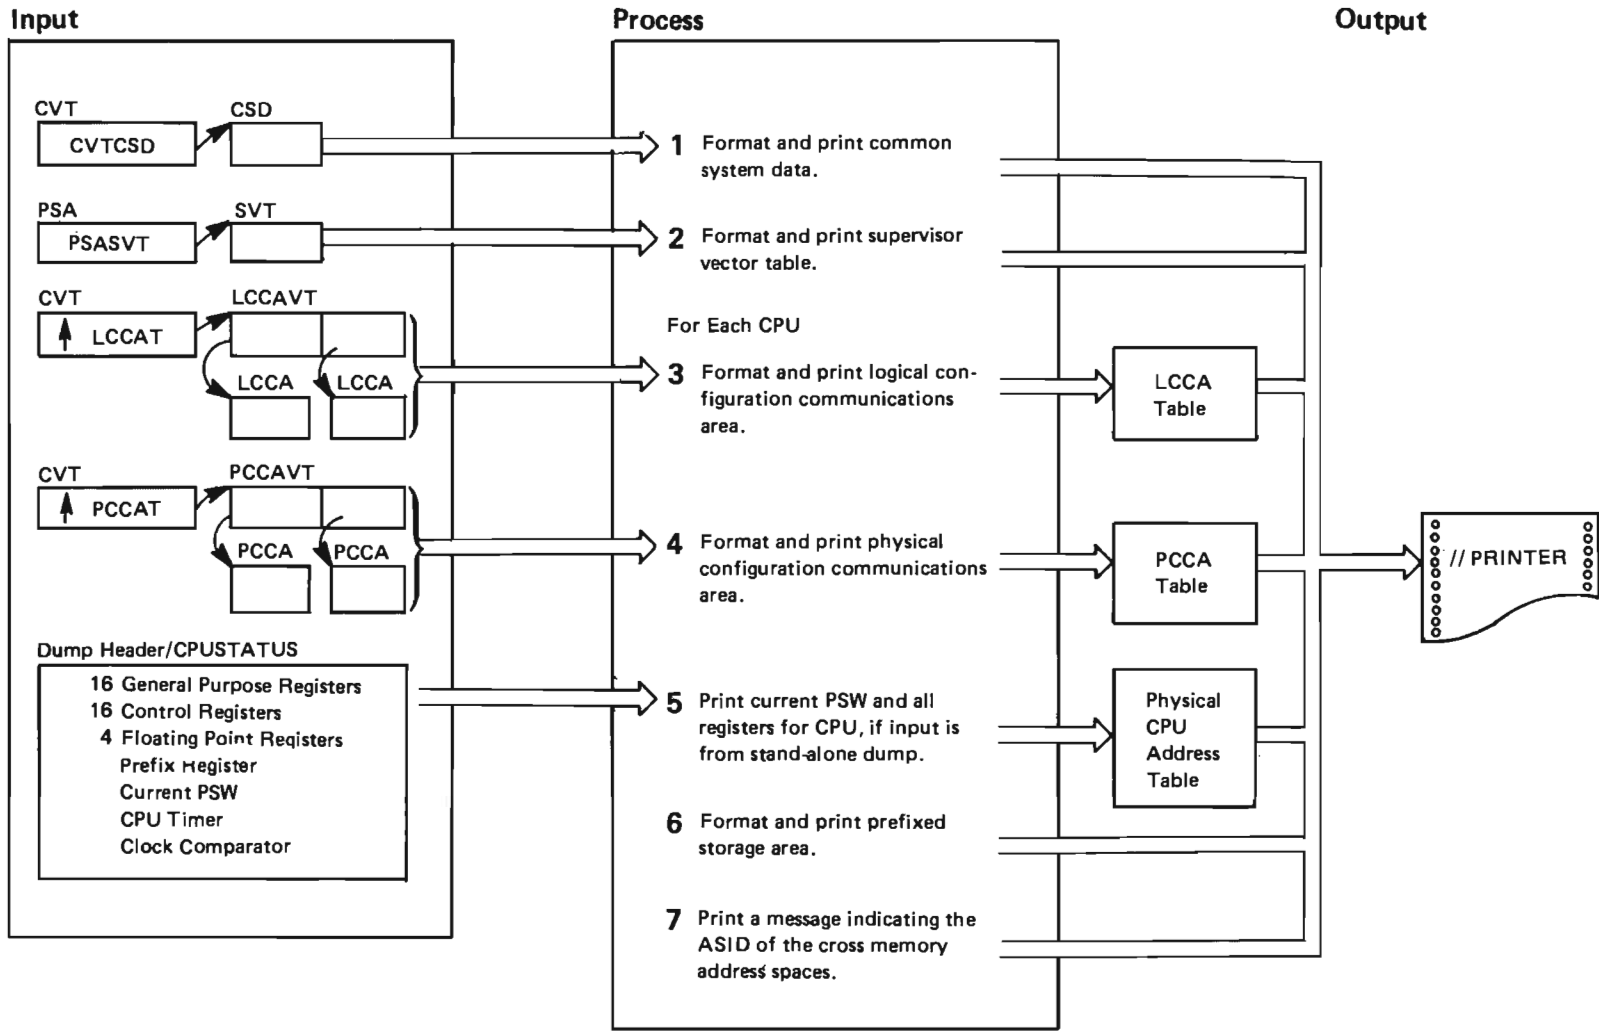 Input
Process
Output
CVT
CSD
CVTCSD
1 Format and print common
system data.
PSA
SVT
PSASVT
2 Format and print supervisor
vector table.
CVT
LCCAVT
LCCAT
LCCA
LCCA
For Each CPU
3 Format and print logical con-
figuration communications
area.
LCCA
Table
CVT
PCCAVT
PCCAT
PCCA
PCCA
4 Format and print physical
configuration communications
area.
PCCA
Table
// PRINTER
Dump Header/CPUSTATUS
16 General Purpose Registers
16 Control Registers
4 Floating Point Registers
Prefix Register
Current PSW
CPU Timer
Clock Comparator
5 Print current PSW and all
registers for CPU, if input is
from stand-alone dump.
Physical
CPU
Address
Table
6 Format and print prefixed
storage area.
7 Print a message indicating the
ASID of the cross memory
address spaces.